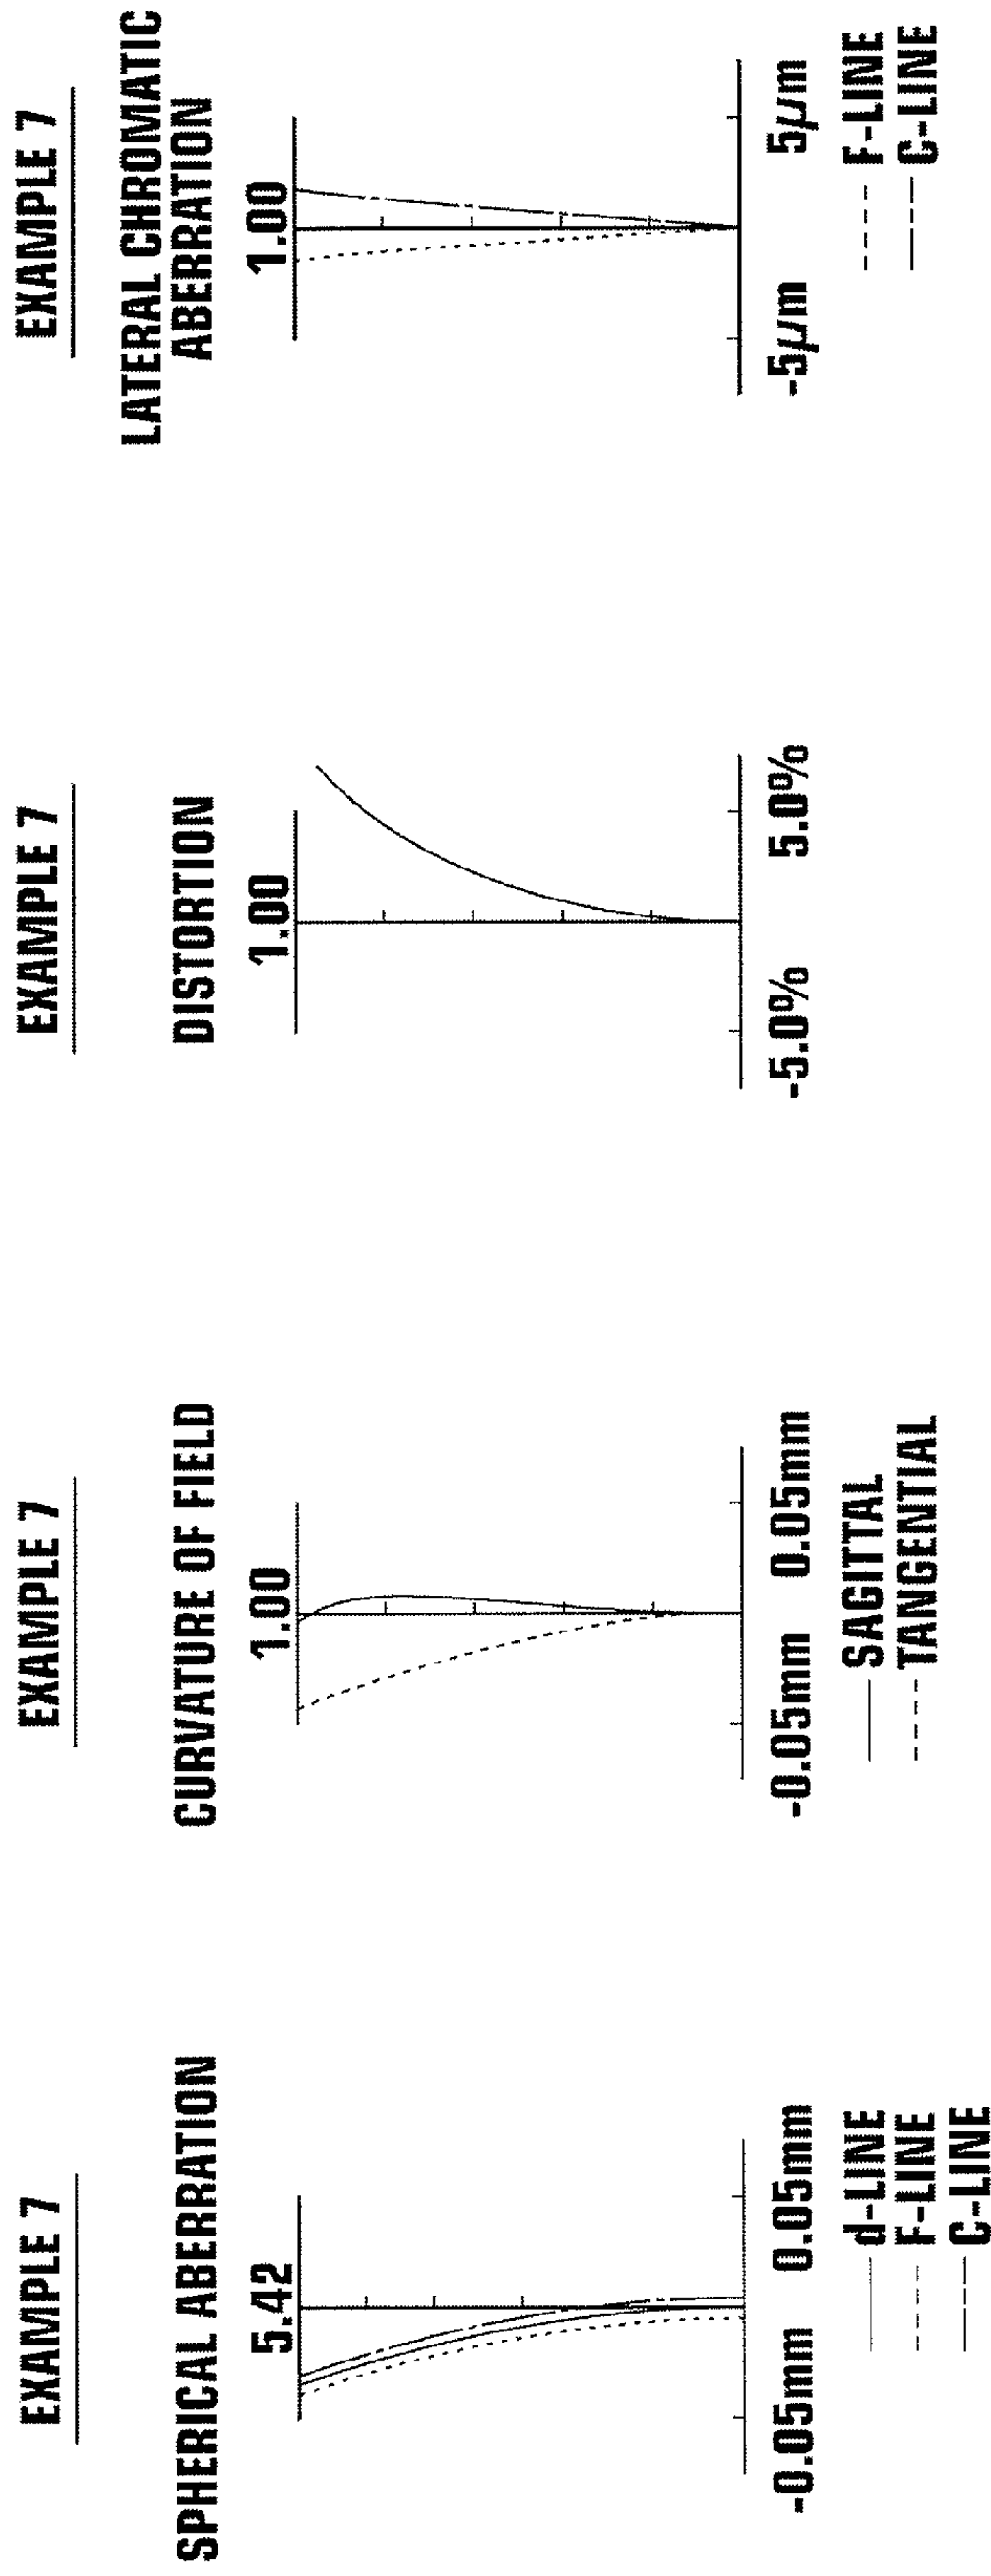 EXAMPLE 7
SPHERICAL ABERRATION
5.42
-0.05mm 0.05mm
d-LINE
F-LINE
C-LINE
EXAMPLE 7
CURVATURE OF FIELD
1.00
-0.05mm 0.05mm
SAGITTAL
TANGENTIAL
EXAMPLE 7
DISTORTION
1.00
-5.0% 5.0%
EXAMPLE 7
LATERAL CHROMATIC
ABERRATION
1.00
-5μm 5μm
F-LINE
C-LINE